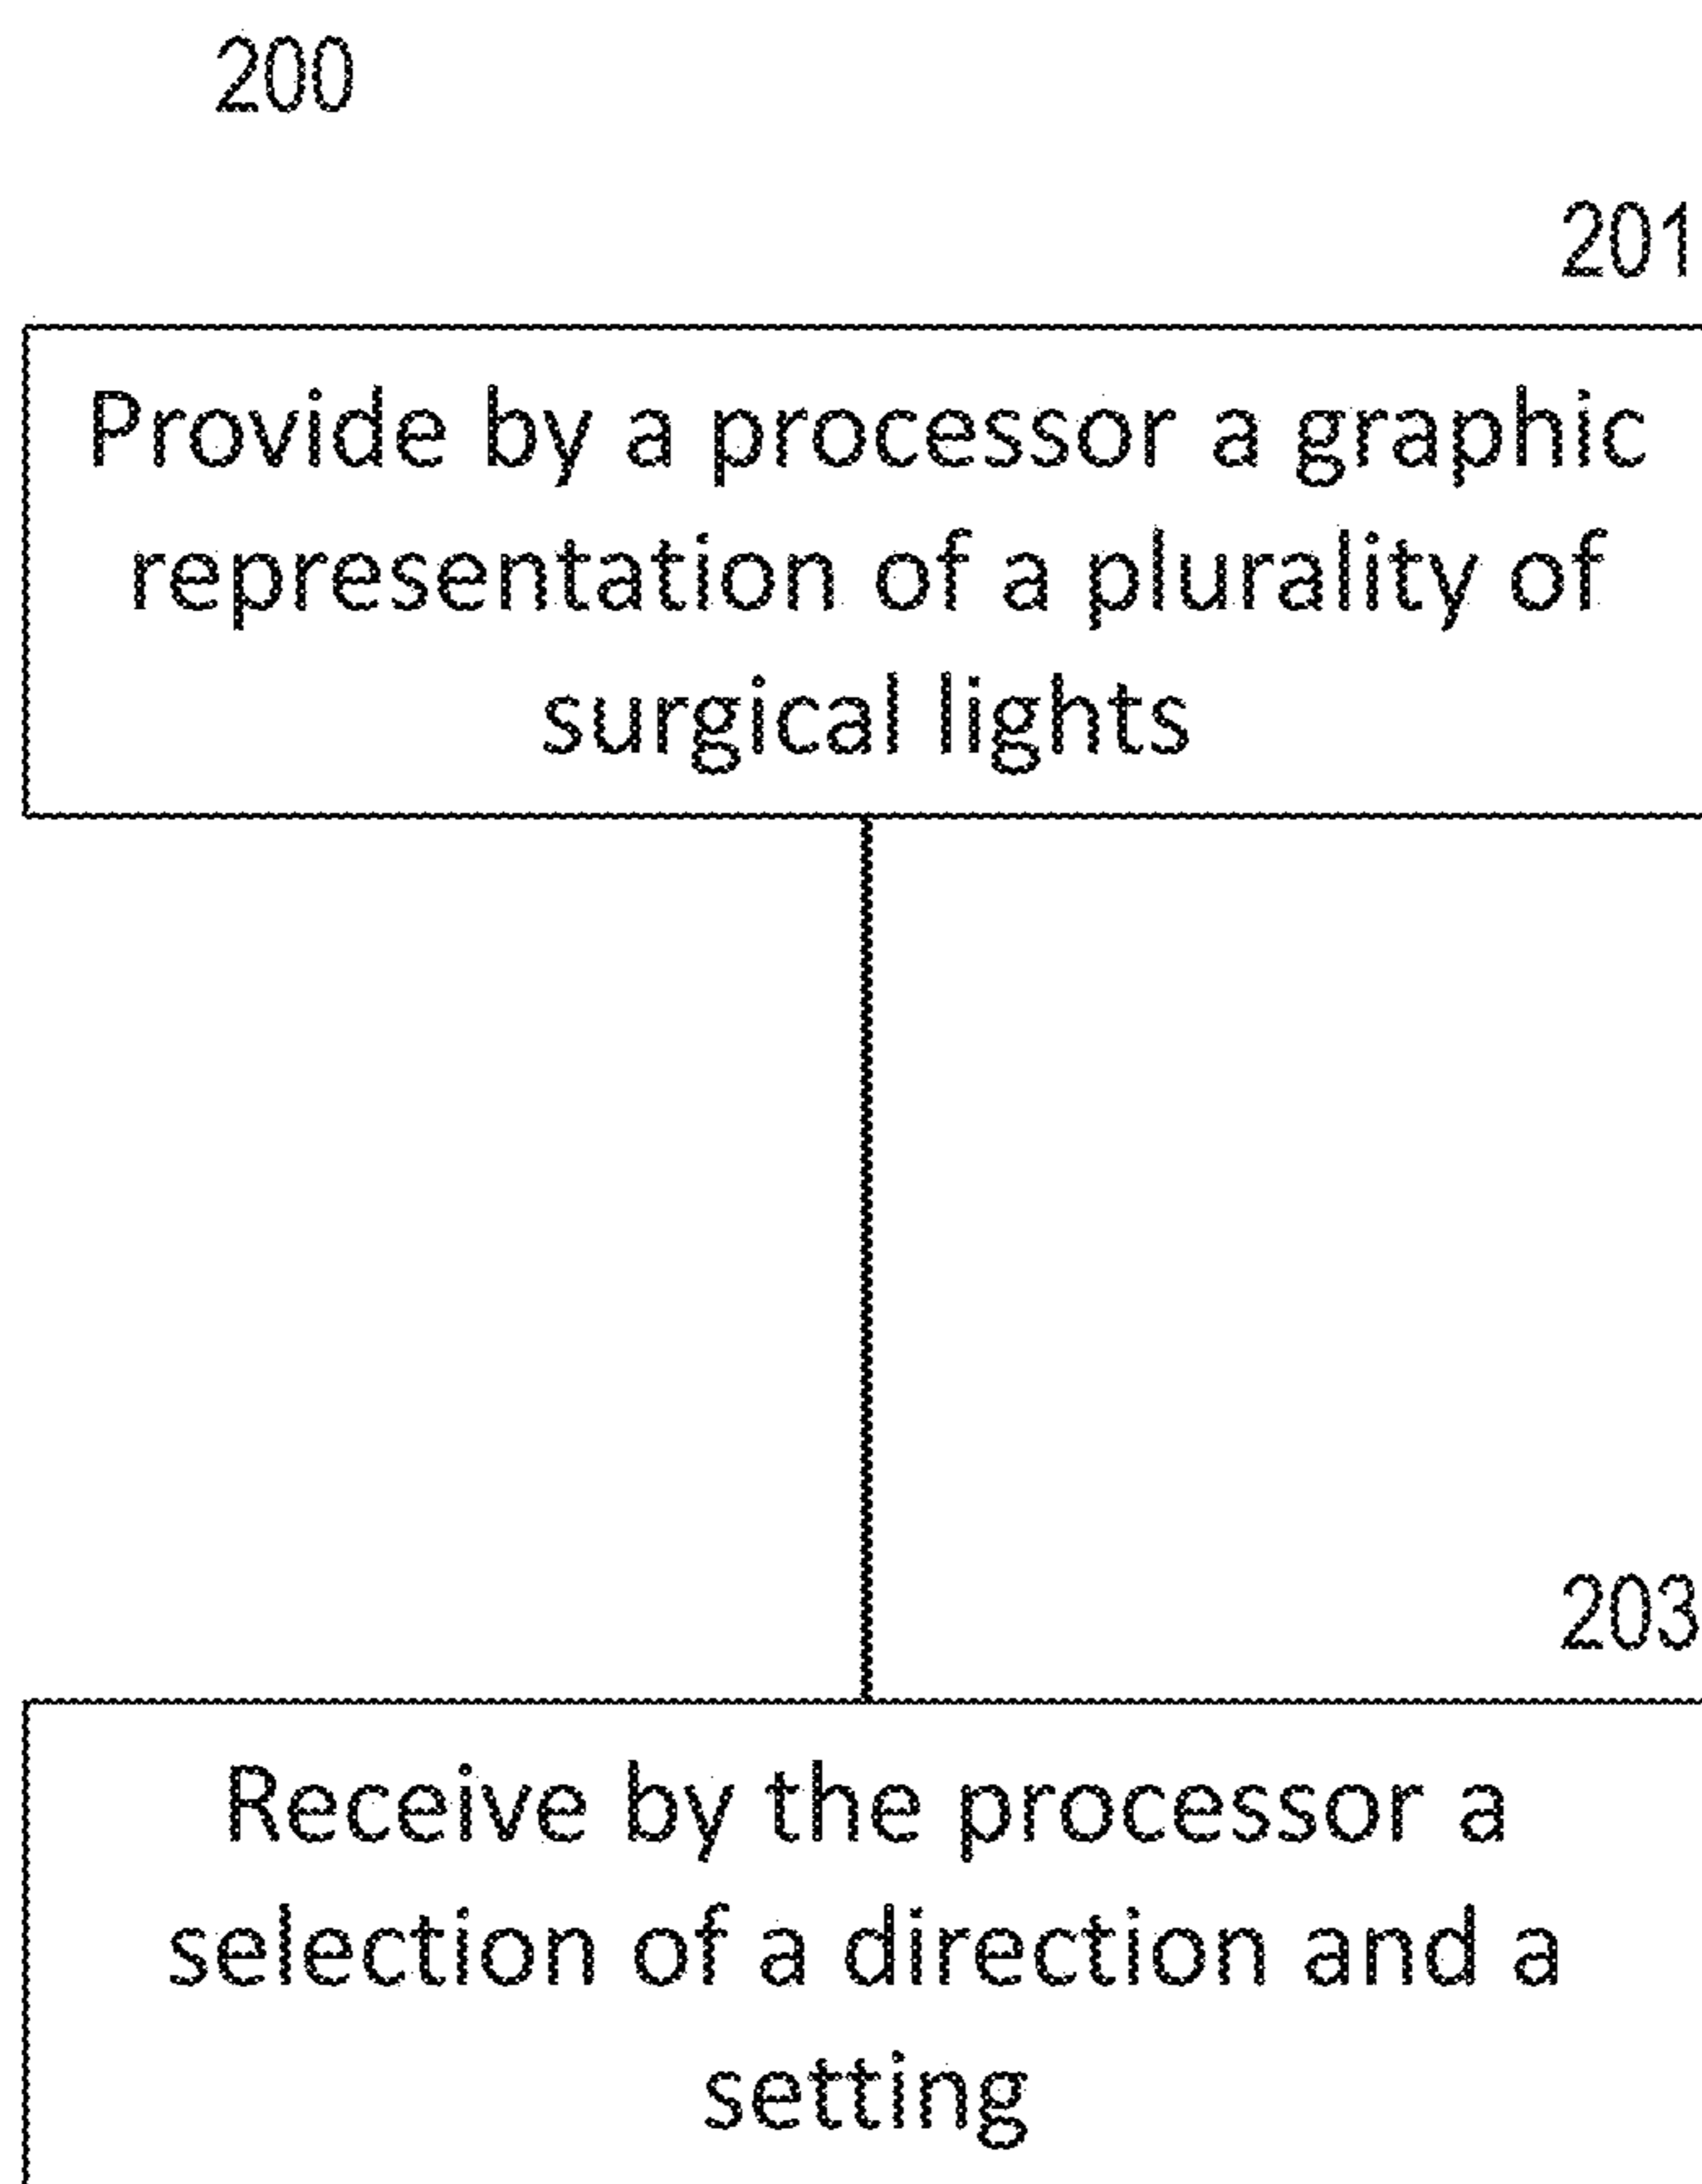 200
201
Provide by a processor a graphic
representation of a plurality of
surgical lights
203
Receive by the processor a
selection of a direction and a
setting